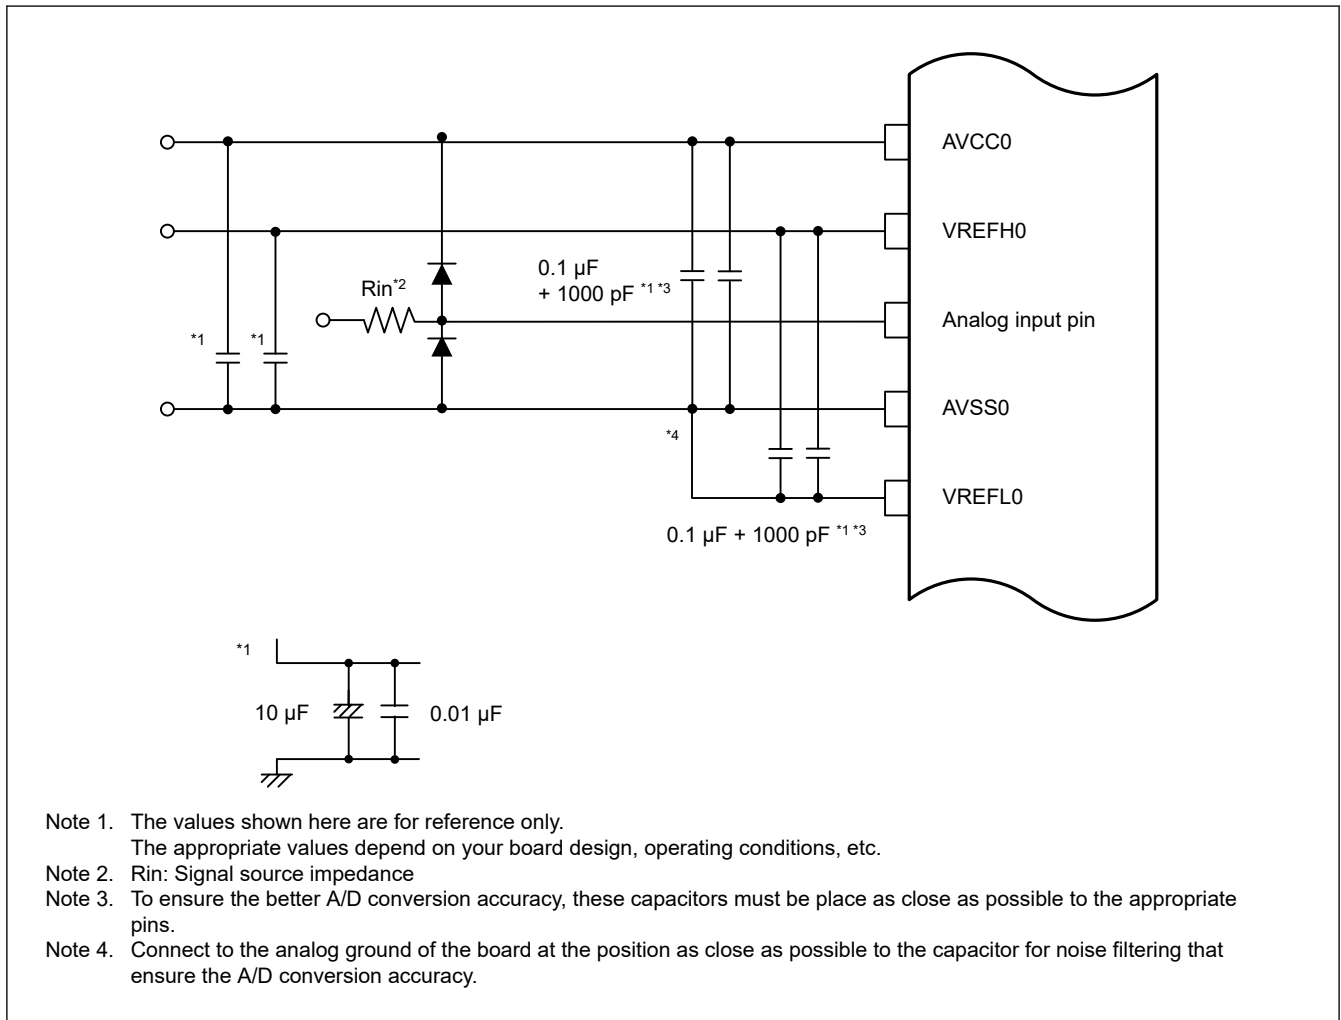 AVCC0
VREFH0
0.1 µF
+ 1000 pF *1 *3
Rin*2
Analog input pin
*1
*1
AVSS0
*4
VREFL0
0.1 µF + 1000 pF *1 *3
*1
10 µF
0.01 µF
Note 1. The values shown here are for reference only.
The appropriate values depend on your board design, operating conditions, etc.
Note 2. Rin: Signal source impedance
Note 3. To ensure the better A/D conversion accuracy, these capacitors must be place as close as possible to the appropriate
pins.
Note 4. Connect to the analog ground of the board at the position as close as possible to the capacitor for noise filtering that
ensure the A/D conversion accuracy.